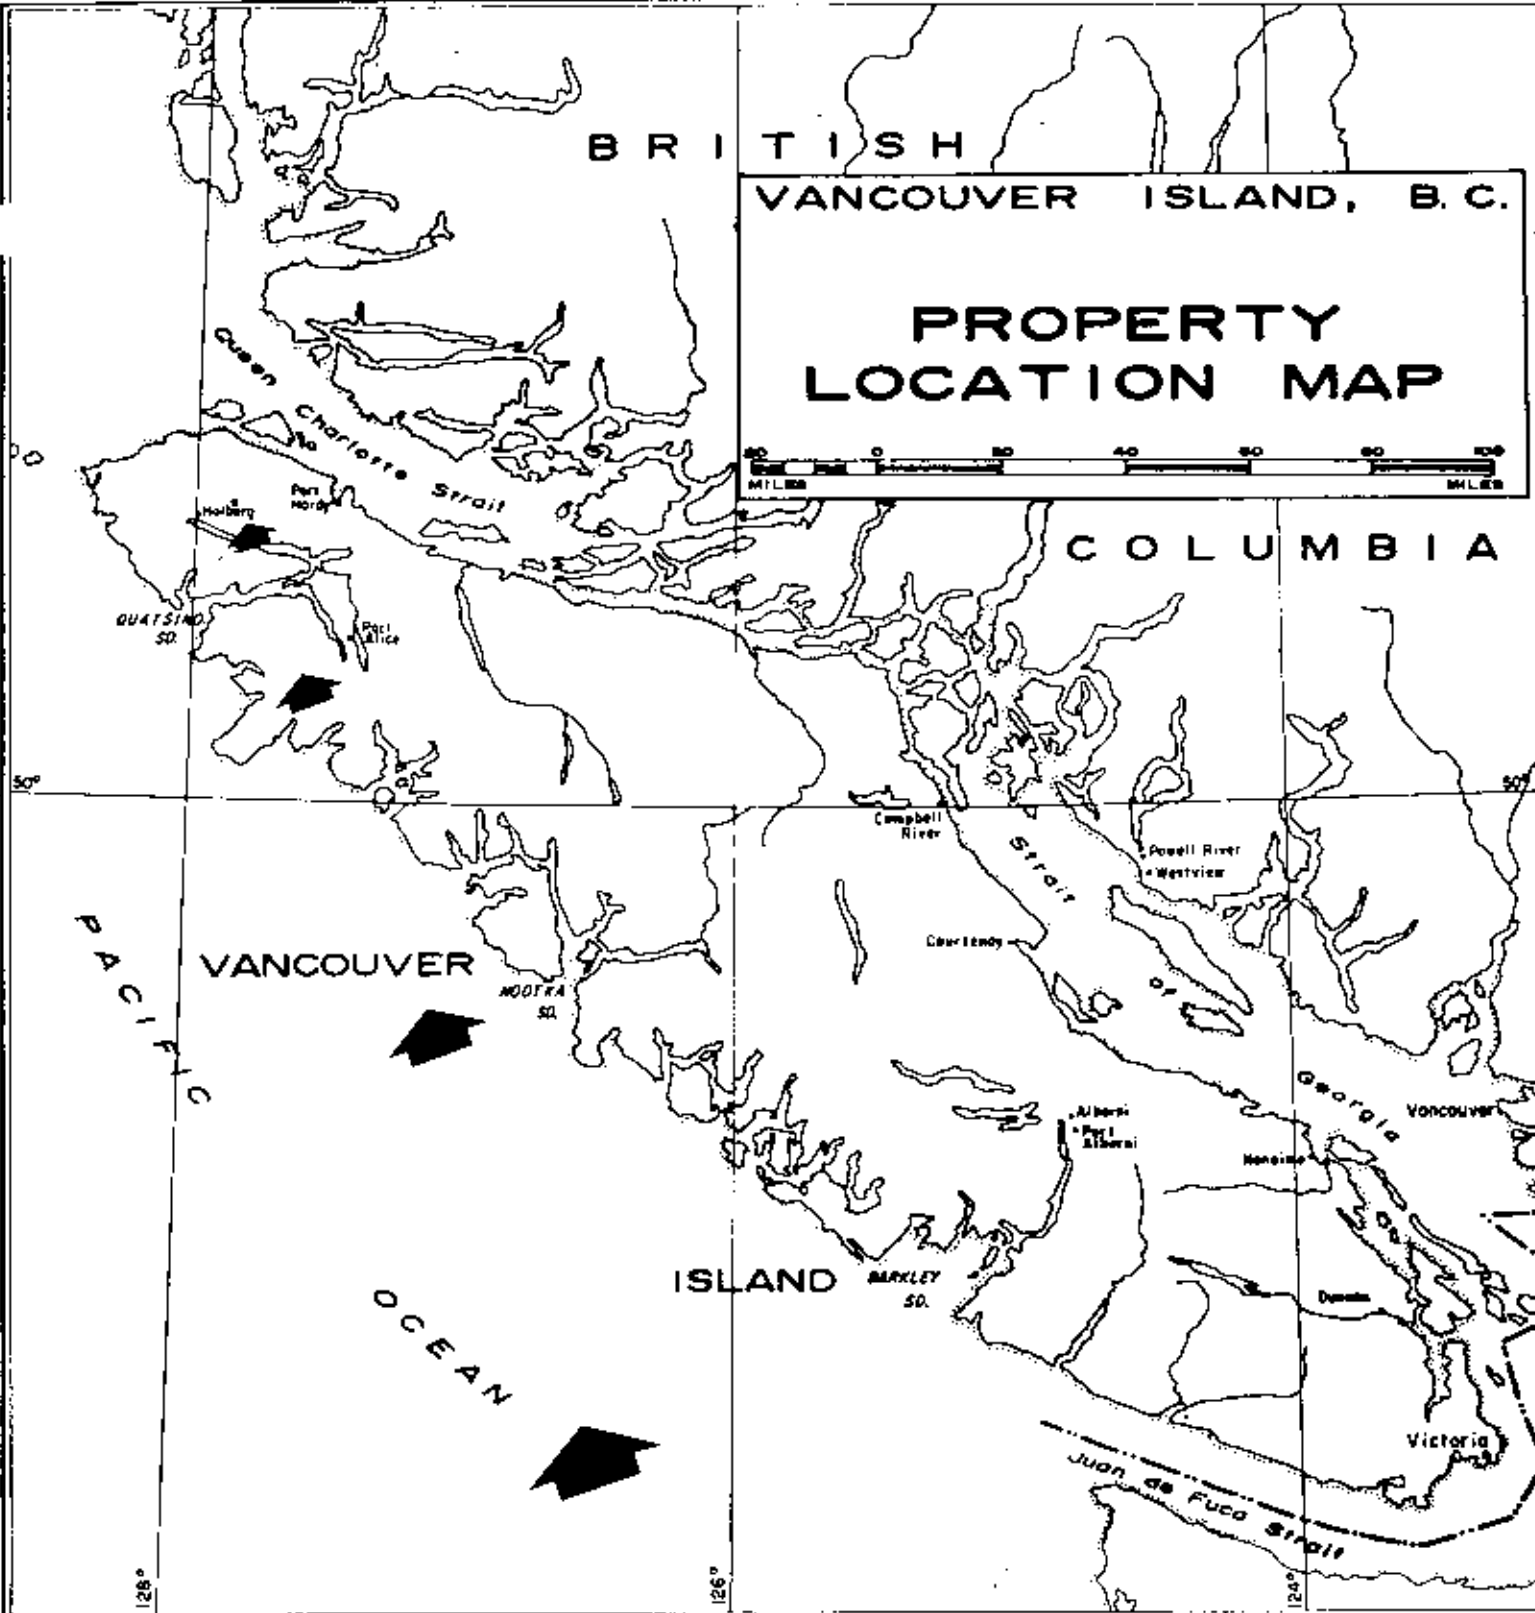 BRITISH
VANCOUVER ISLAND, B.C.
PROPERTY
LOCATION MAP
20 0 20 40 60 80 100
MILES MILES
Queen Charlotte Strait
Port
Hardy
Holberg
COLUMBIA
QUATSINO
SD.
Port
Alice
50° 50°
Campbell
River
Powell River
Westview
Strait of Georgia
Courtenay
PACIFIC
VANCOUVER
NOOTKA
SD.
Alberni
Port
Alberni
Vancouver
Nanaimo
ISLAND
BARKLEY
SD.
Duncan
OCEAN
Victoria
Juan de Fuca Strait
128° 126° 124°